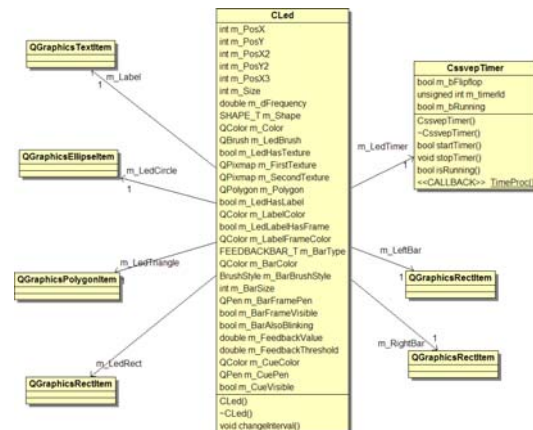 CLed
int m_PosX
int m_PosY
int m_PosX2
int m_PosY2
int m_PosX3
int m_Size
double m_dFrequency
SHAPE_T m_Shape
QColor m_Color
QBrush m_LedBrush
bool m_LedHasTexture
QPixmap m_FirstTexture
QPixmap m_SecondTexture
QPolygon m_Polygon
bool m_LedHasLabel
QColor m_LabelColor
bool m_LedLabelHasFrame
QColor m_LabelFrameColor
FEEDBACKBAR_T m_BarType
QColor m_BarColor
BrushStyle m_BarBrushStyle
int m_BarSize
QPen m_BarFramePen
bool m_BarFrameVisible
bool m_BarAlsoBlinking
double m_FeedbackValue
double m_FeedbackThreshold
QColor m_CueColor
QPen m_CuePen
bool m_CueVisible
CLed()
~CLed()
void changeInterval()
QGraphicsTextItem
m_Label
1
QGraphicsEllipseItem
m_LedCircle
1
QGraphicsPolygonItem
m_LedTriangle
QGraphicsRectItem
m_LedRect
CssvepTimer
bool m_bFlipflop
unsigned int m_timerId
bool m_bRunning
CssvepTimer()
~CssvepTimer()
bool startTimer()
void stopTimer()
bool isRunning()
<<CALLBACK>> TimeProc(
m_LedTimer
1
m_LeftBar
1
QGraphicsRectItem
m_RightBar
1
QGraphicsRectItem